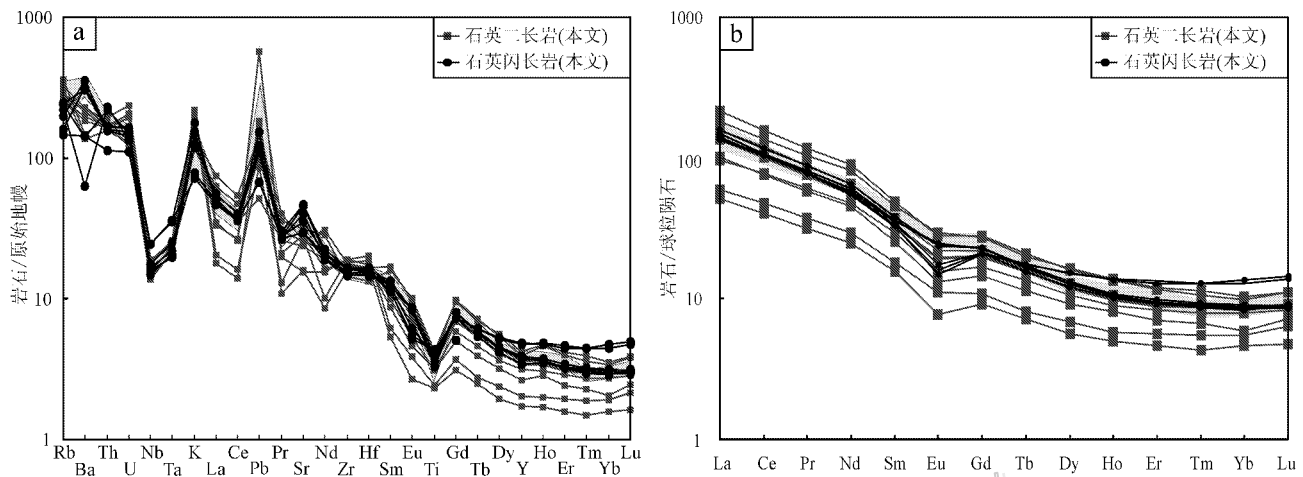 a
石英二长岩(本文)
石英闪长岩(本文)
岩石/原始地幔
1000
100
10
1
Rb Th Nb K Ce Pr Nd Hf Eu Gd Dy Ho Tm Lu
Ba U Ta La Pb Sr Zr Sm Ti Tb Y Er Yb
b
石英二长岩(本文)
石英闪长岩(本文)
岩石/球粒陨石
1000
100
10
1
La Ce Pr Nd Sm Eu Gd Tb Dy Ho Er Tm Yb Lu